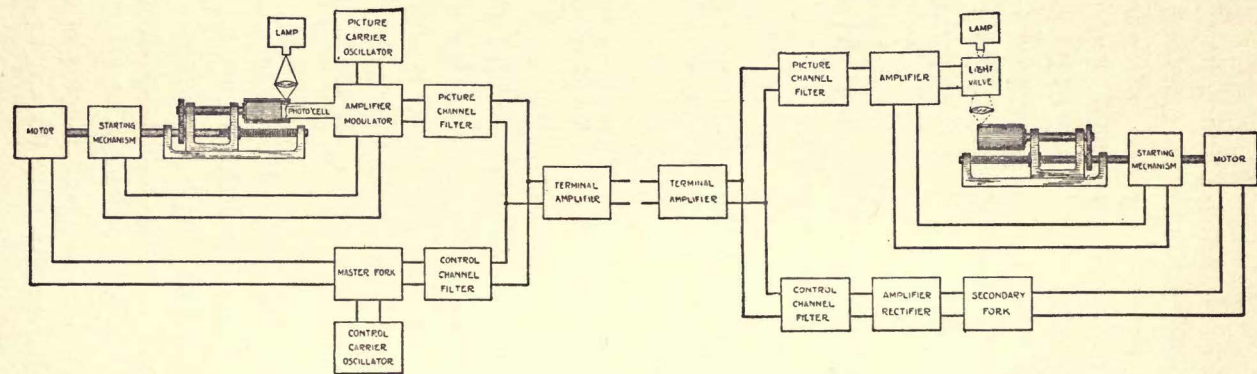 LAMP
PICTURE
CARRIER
OSCILLATOR
MOTOR
STARTING
MECHANISM
PHOTO CELL
AMPLIFIER
MODULATOR
PICTURE
CHANNEL
FILTER
TERMINAL
AMPLIFIER
MASTER FORK
CONTROL
CHANNEL
FILTER
CONTROL
CARRIER
OSCILLATOR
LAMP
PICTURE
CHANNEL
FILTER
AMPLIFIER
LIGHT
VALVE
TERMINAL
AMPLIFIER
STARTING
MECHANISM
MOTOR
CONTROL
CHANNEL
FILTER
AMPLIFIER
RECTIFIER
SECONDARY
FORK